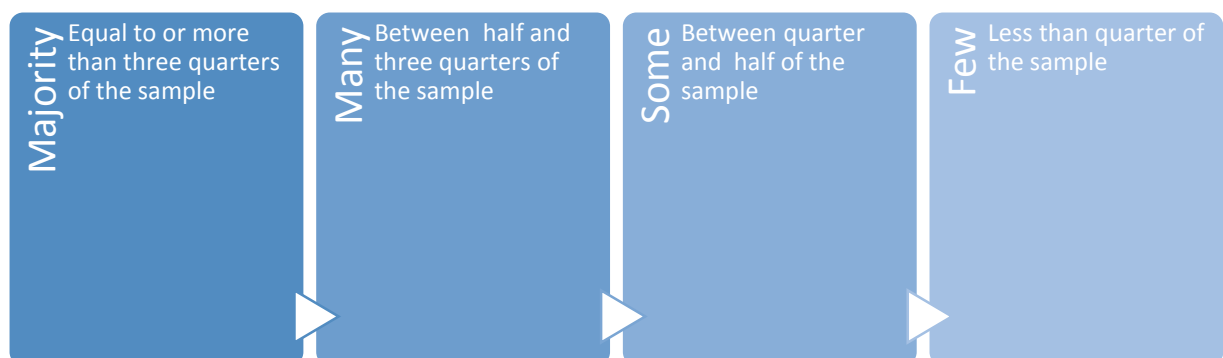 Majority
Equal to or more
than three quarters
of the sample
Many
Between half and
three quarters of
the sample
Some
Between quarter
and half of the
sample
Few
Less than quarter of
the sample